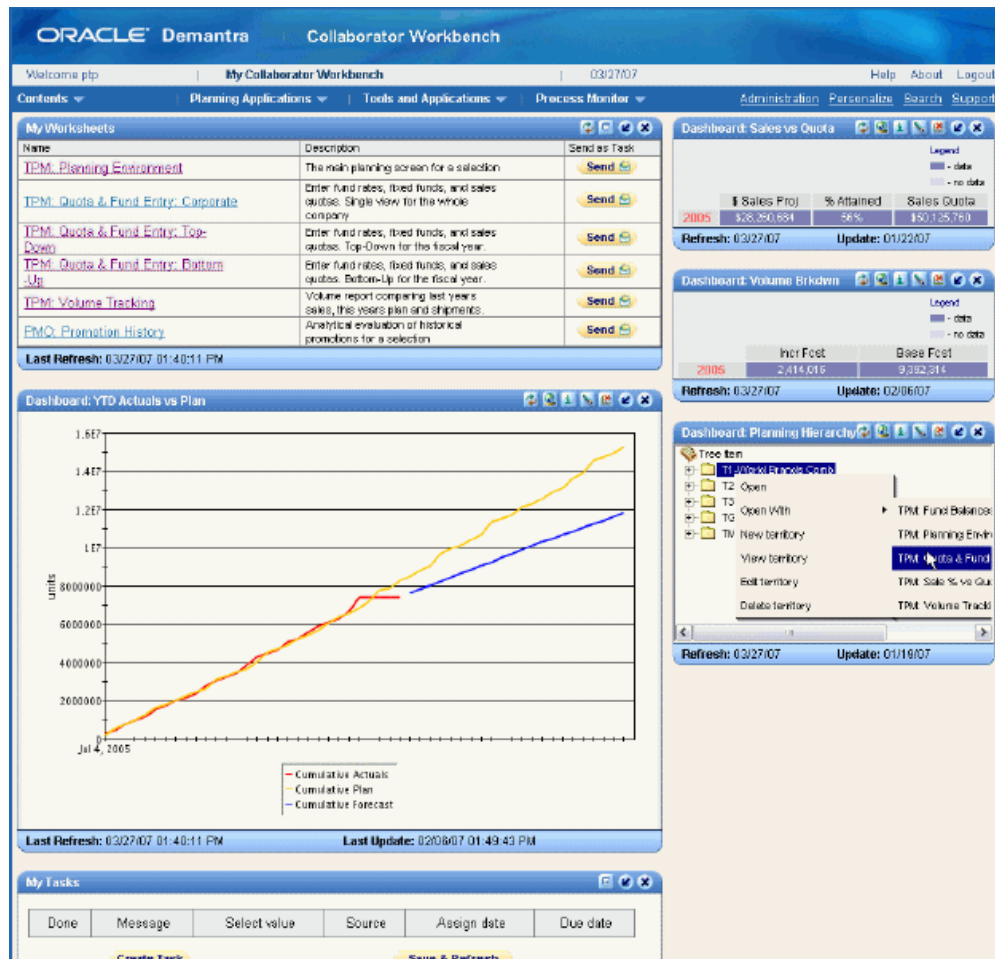 ORACLE Demantra Collaborator Workbench
Welcome ptp My Collaborator Workbench 03/27/07 Help About Logout
Contents Planning Applications Tools and Applications Process Monitor Administration Personalize Search Support
My Worksheets
Name Description Send as Task
TPM: Planning Environment The main planning screen for a selection Send
TPM: Quota & Fund Entry: Corporate Enter fund rates, fixed funds, and sales
quotas. Single view for the whole
company Send
TPM: Quota & Fund Entry: Top-
Down Enter fund rates, fixed funds, and sales
quotas. Top-Down for the fiscal year. Send
TPM: Quota & Fund Entry: Bottom
-Up Enter fund rates, fixed funds, and sales
quotas. Bottom-Up for the fiscal year. Send
TPM: Volume Tracking Volume report comparing last years
sales, this years plan and shipments. Send
PMO: Promotion History Analytical evaluation of historical
promotions for a selection Send
Last Refresh: 03/27/07 01:40:11 PM
Dashboard: YTD Actuals vs Plan
1.6E7
1.4E7
1.2E7
1E7
8000000
6000000
4000000
2000000
0
units
Jul 4, 2005
Cumulative Actuals
Cumulative Plan
Cumulative Forecast
Last Refresh: 03/27/07 01:40:11 PM Last Update: 02/06/07 01:49:43 PM
My Tasks
Done Message Select value Source Assign date Due date
Create Task Save & Refresh
Dashboard: Sales vs Quota
Legend
- data
- no data
$ Sales Proj % Attained Sales Quota
2005 $28,260,684 56% $50,125,760
Refresh: 03/27/07 Update: 01/22/07
Dashboard: Volume Brkdwn
Legend
- data
- no data
Incr Fcst Base Fcst
2005 2,414,016 9,392,314
Refresh: 03/27/07 Update: 02/06/07
Dashboard: Planning Hierarchy
Tree item
T1-World Brands Comb
T2
T3
TG
TM
Open
Open With
New territory
View territory
Edit territory
Delete territory
TPM: Fund Balance
TPM: Planning Envir
TPM: Quota & Fund
TPM: Sale % vs Quo
TPM: Volume Tracki
Refresh: 03/27/07 Update: 01/19/07